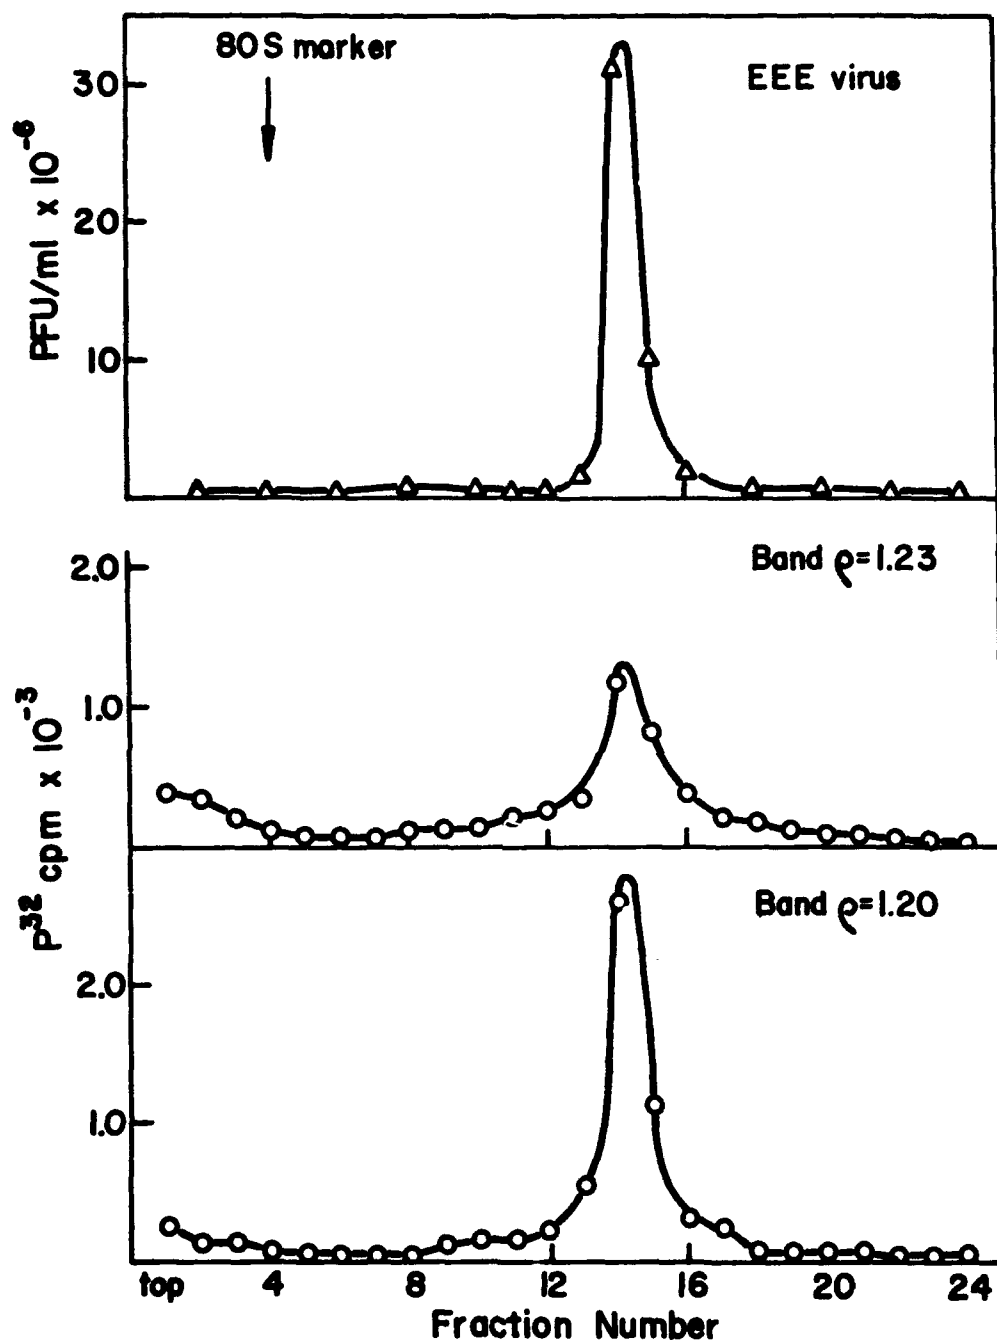 80S marker
EEE virus
30
20
10
PFU/ml x 10⁻⁶
Band ρ=1.23
2.0
1.0
P³² cpm x 10⁻³
Band ρ=1.20
2.0
1.0
top 4 8 12 16 20 24
Fraction Number